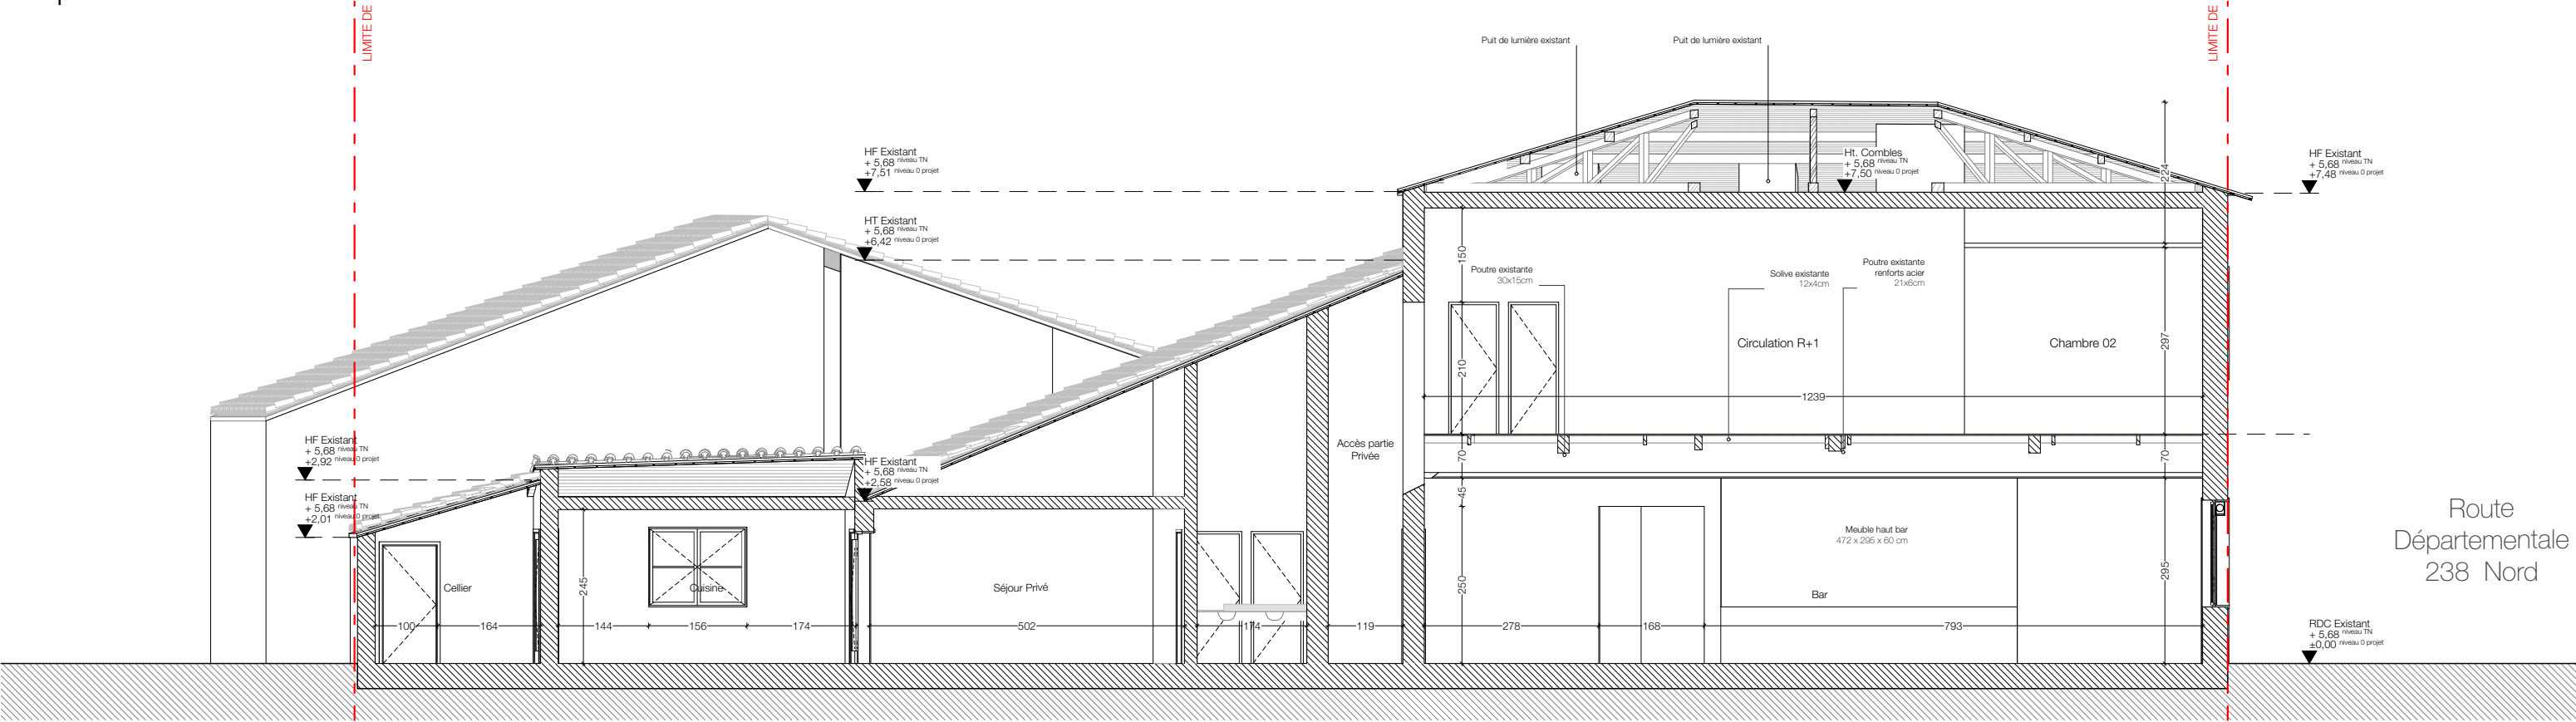 LIMITE DE
LIMITE DE
Puit de lumière existant
Puit de lumière existant
HF Existant
+ 5,68 niveau TN
+7,51 niveau 0 projet
Ht. Combles
+ 5,68 niveau TN
+7,50 niveau 0 projet
224
HF Existant
+ 5,68 niveau TN
+7,48 niveau 0 projet
HT Existant
+ 5,68 niveau TN
+6,42 niveau 0 projet
150
Poutre existante
30x15cm
Solive existante
12x4cm
Poutre existante
renforts acier
21x6cm
Circulation R+1
Chambre 02
297
210
1239
HF Existant
+ 5,68 niveau TN
+2,92 niveau 0 projet
HF Existant
+ 5,68 niveau TN
+2,58 niveau 0 projet
Accès partie
Privée
70
70
HF Existant
+ 5,68 niveau TN
+2,01 niveau 0 projet
45
Route
Départementale
238 Nord
Meuble haut bar
472 x 295 x 60 cm
Cellier
245
Cuisine
Séjour Privé
250
Bar
295
100
164
144
156
174
502
174
119
278
168
793
RDC Existant
+ 5,68 niveau TN
±0,00 niveau 0 projet